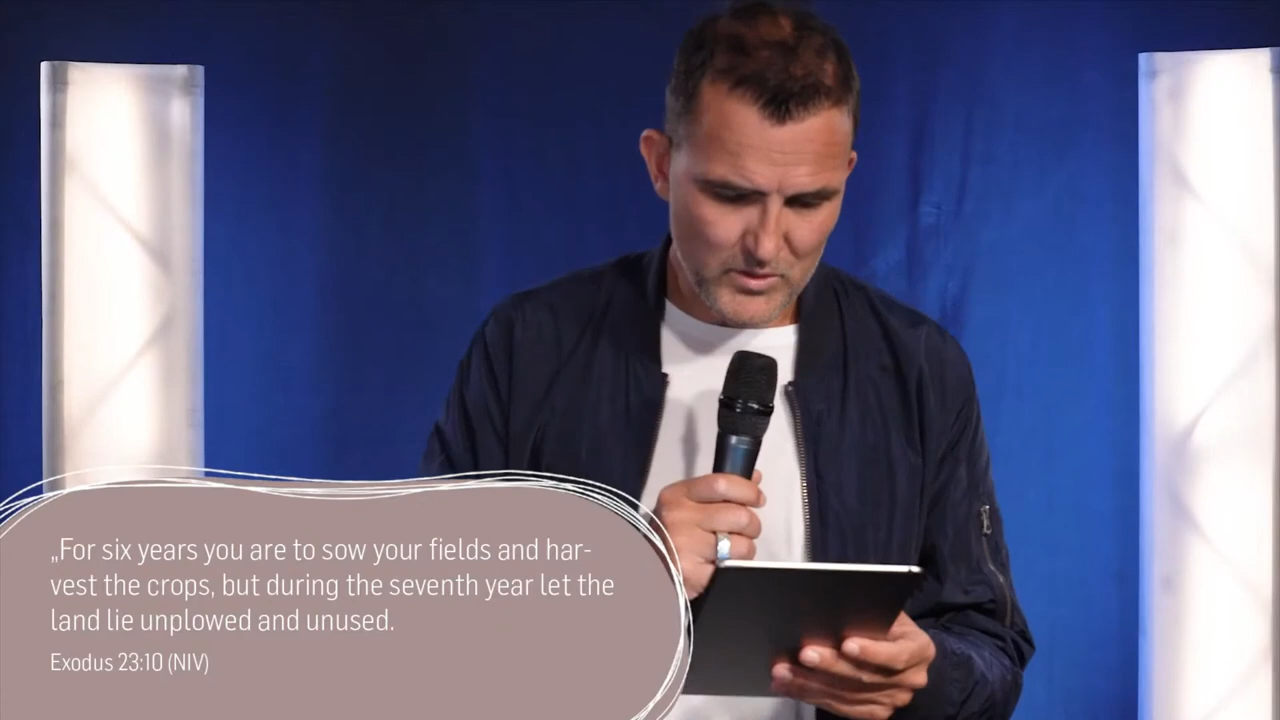 „For six years you are to sow your fields and har-
vest the crops, but during the seventh year let the
land lie unplowed and unused.
Exodus 23:10 (NIV)